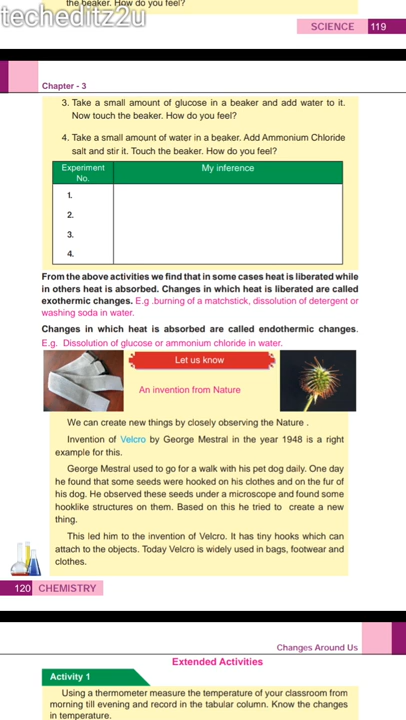 the beaker. How do you feel?
techeditz2u
SCIENCE 119
Chapter - 3
3. Take a small amount of glucose in a beaker and add water to it.
Now touch the beaker. How do you feel?
4. Take a small amount of water in a beaker. Add Ammonium Chloride
salt and stir it. Touch the beaker. How do you feel?
Experiment No. My inference
1.
2.
3.
4.
From the above activities we find that in some cases heat is liberated while
in others heat is absorbed. Changes in which heat is liberated are called
exothermic changes. E.g .burning of a matchstick, dissolution of detergent or
washing soda in water.
Changes in which heat is absorbed are called endothermic changes.
E.g. Dissolution of glucose or ammonium chloride in water.
Let us know
An invention from Nature
We can create new things by closely observing the Nature .
Invention of Velcro by George Mestral in the year 1948 is a right
example for this.
George Mestral used to go for a walk with his pet dog daily. One day
he found that some seeds were hooked on his clothes and on the fur of
his dog. He observed these seeds under a microscope and found some
hooklike structures on them. Based on this he tried to create a new
thing.
This led him to the invention of Velcro. It has tiny hooks which can
attach to the objects. Today Velcro is widely used in bags, footwear and
clothes.
120 CHEMISTRY
Changes Around Us
Extended Activities
Activity 1
Using a thermometer measure the temperature of your classroom from
morning till evening and record in the tabular column. Know the changes
in temperature.